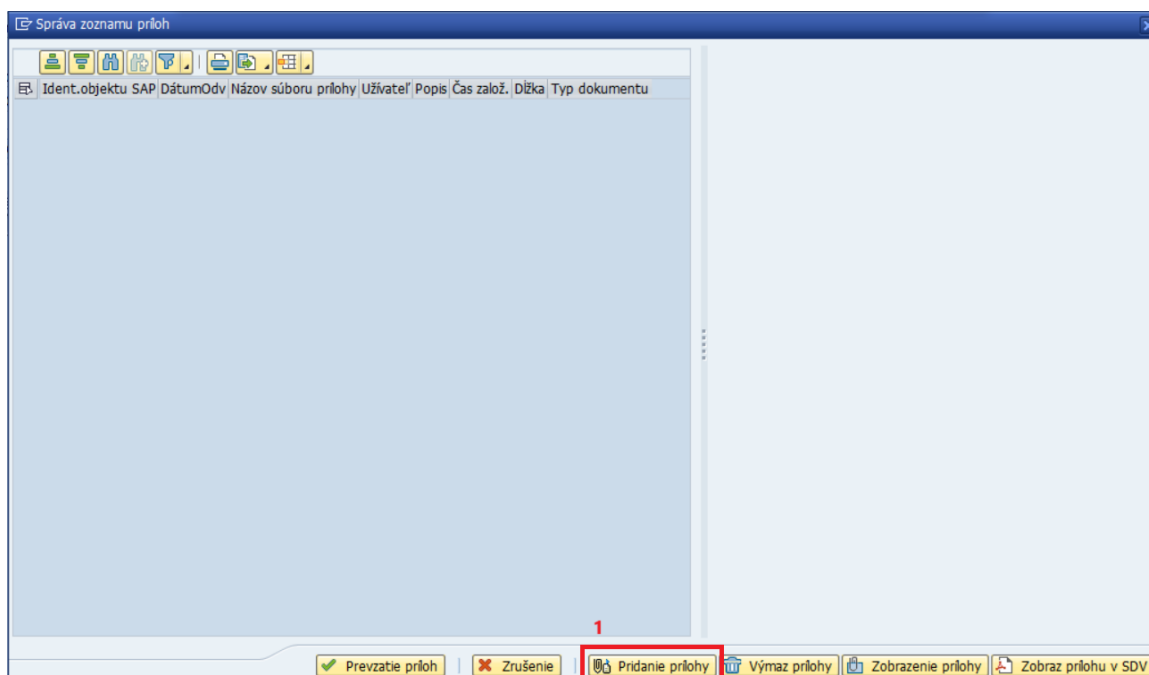 Správa zoznamu príloh
Ident.objektu SAP DátumOdv Názov súboru prílohy Užívateľ Popis Čas založ. Dĺžka Typ dokumentu
1
Prevzatie príloh Zrušenie Pridanie prílohy Výmaz prílohy Zobrazenie prílohy Zobraz prílohu v SDV